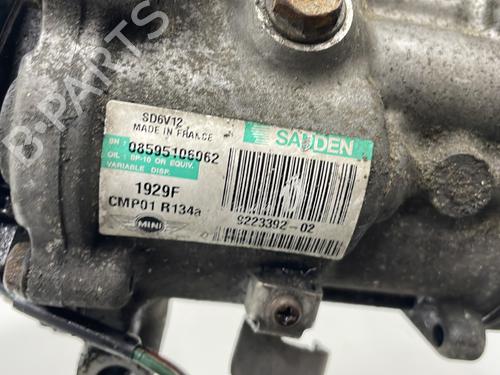 B-PARTS
SD6V12
MADE IN FRANCE
SANDEN
SN : 08595106962
OIL : SP-10 OR EQUIV.
VARIABLE DISP.
1929F
CMP01 R134a
MINI
9223392-02